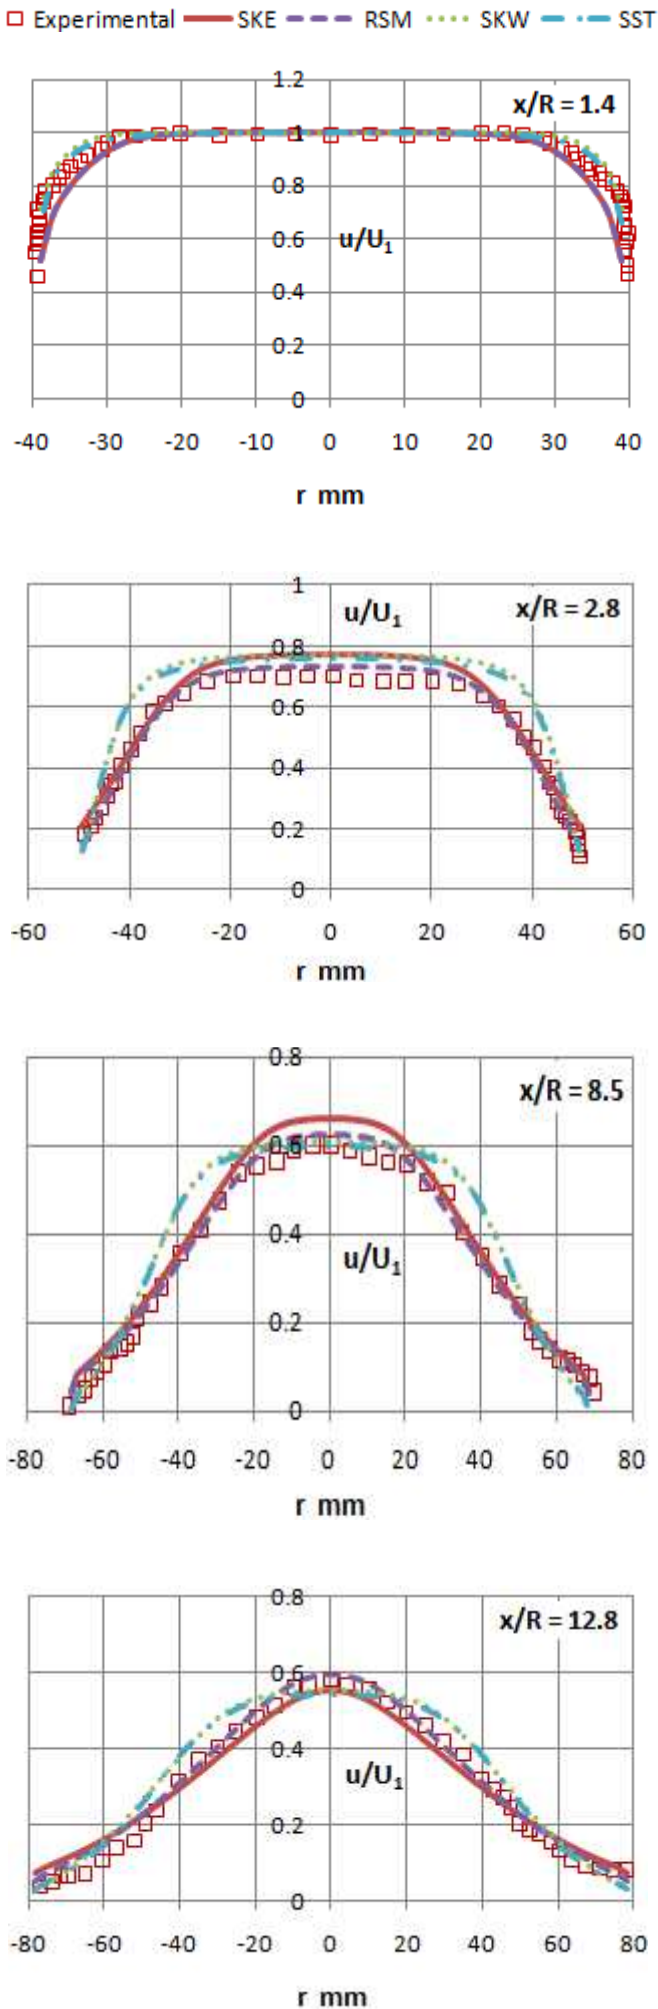 Experimental SKE RSM SKW SST
x/R = 1.4
1.2
1
0.8
0.6
u/U₁
0.4
0.2
0
-40 -30 -20 -10 0 10 20 30 40
r mm
x/R = 2.8
1
u/U₁
0.8
0.6
0.4
0.2
0
-60 -40 -20 0 20 40 60
r mm
0.8
x/R = 8.5
0.6
0.4
u/U₁
0.2
0
-80 -60 -40 -20 0 20 40 60 80
r mm
0.8
x/R = 12.8
0.6
0.4
u/U₁
0.2
0
-80 -60 -40 -20 0 20 40 60 80
r mm